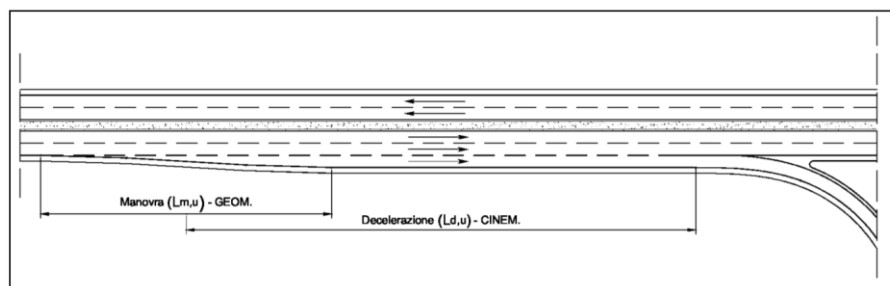 Manovra (Lm,u) - GEOM.
Decelerazione (Ld,u) - CINEM.